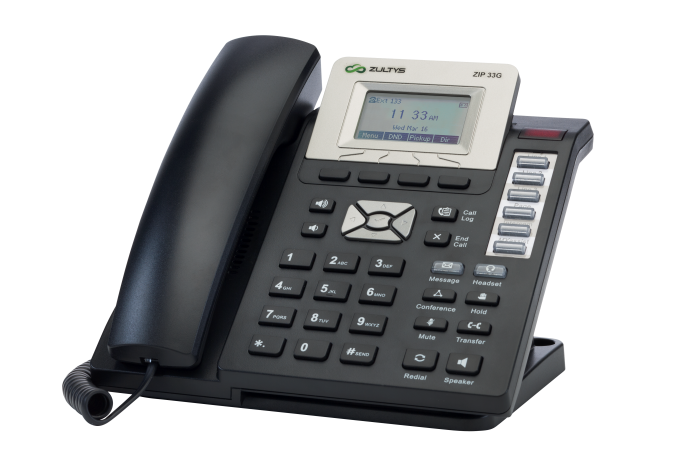 ZULTYS ZIP 33G
Ext 133
11 33 AM
Wed Mar 16
Menu DND Pickup Dir
Call
Log
End
Call
1 2 ABC 3 DEF
Message Headset
4 GHI 5 JKL 6 MNO
Conference Hold
7 PQRS 8 TUV 9 WXYZ
Mute Transfer
*. 0 # SEND
Redial Speaker